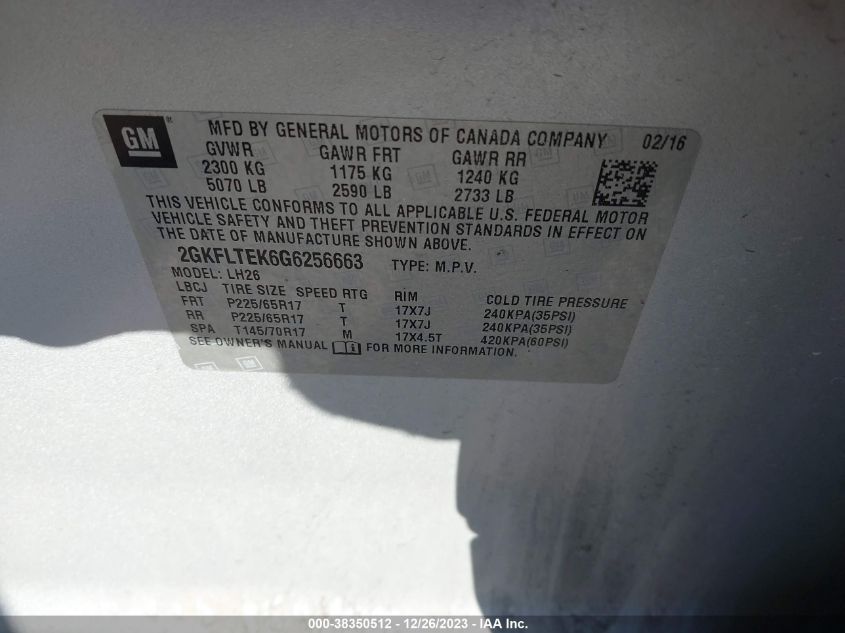 GM ®
MFD BY GENERAL MOTORS OF CANADA COMPANY 02/16
GVWR GAWR FRT GAWR RR
2300 KG 1175 KG 1240 KG
5070 LB 2590 LB 2733 LB
THIS VEHICLE CONFORMS TO ALL APPLICABLE U.S. FEDERAL MOTOR
VEHICLE SAFETY AND THEFT PREVENTION STANDARDS IN EFFECT ON
THE DATE OF MANUFACTURE SHOWN ABOVE.
2GKFLTEK6G6256663 TYPE: M.P.V.
MODEL: LH26
LBCJ TIRE SIZE SPEED RTG RIM COLD TIRE PRESSURE
FRT P225/65R17 T 17X7J 240KPA(35PSI)
RR P225/65R17 T 17X7J 240KPA(35PSI)
SPA T145/70R17 M 17X4.5T 420KPA(60PSI)
SEE OWNER'S MANUAL FOR MORE INFORMATION.
000-38350512 - 12/26/2023 - IAA Inc.